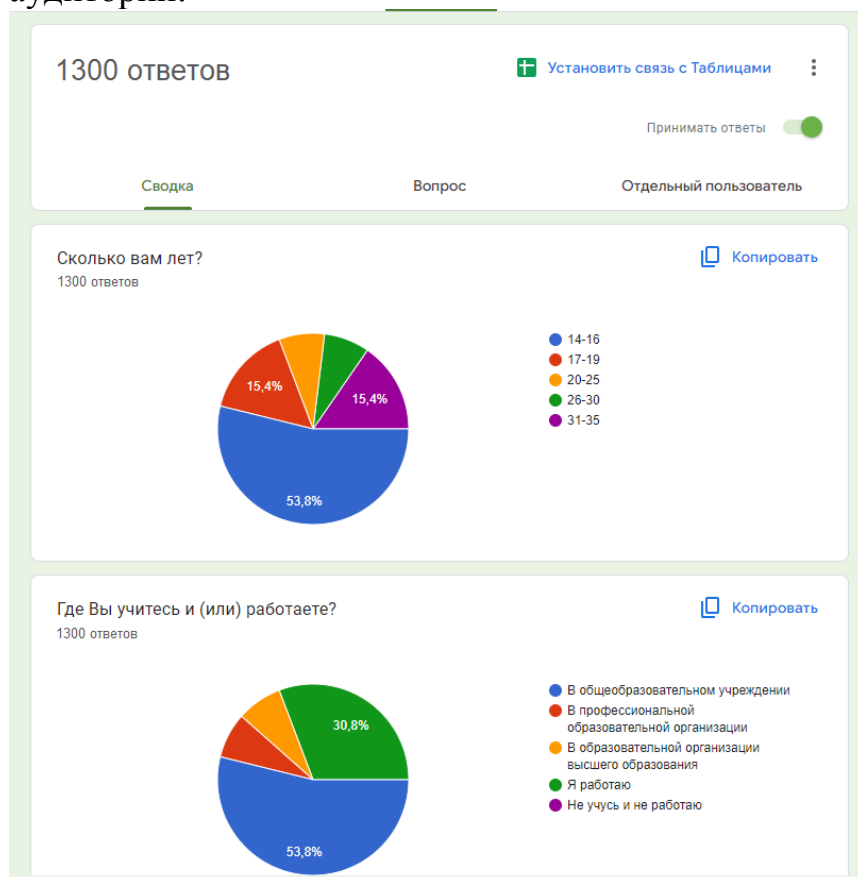 аудитории.
1300 ответов
Установить связь с Таблицами
Принимать ответы
Сводка
Вопрос
Отдельный пользователь
Сколько вам лет?
Копировать
1300 ответов
14-16
17-19
20-25
26-30
31-35
15,4%
15,4%
53,8%
Где Вы учитесь и (или) работаете?
Копировать
1300 ответов
В общеобразовательном учреждении
В профессиональной
образовательной организации
В образовательной организации
высшего образования
Я работаю
Не учусь и не работаю
30,8%
53,8%